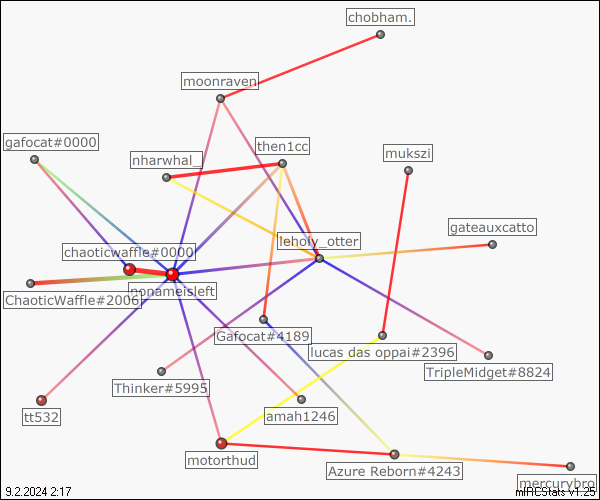 chobham.
moonraven
gafocat#0000
then1cc
nharwhal_
mukszi
gateauxcatto
leholy_otter
chaoticwaffle#0000
nonameisleft
ChaoticWaffle#2006
Gafocat#4189
lucas das oppai#2396
TripleMidget#8824
Thinker#5995
tt532
amah1246
motorthud
Azure Reborn#4243
mercurybro
9.2.2024 2:17
mIRCStats v1.25